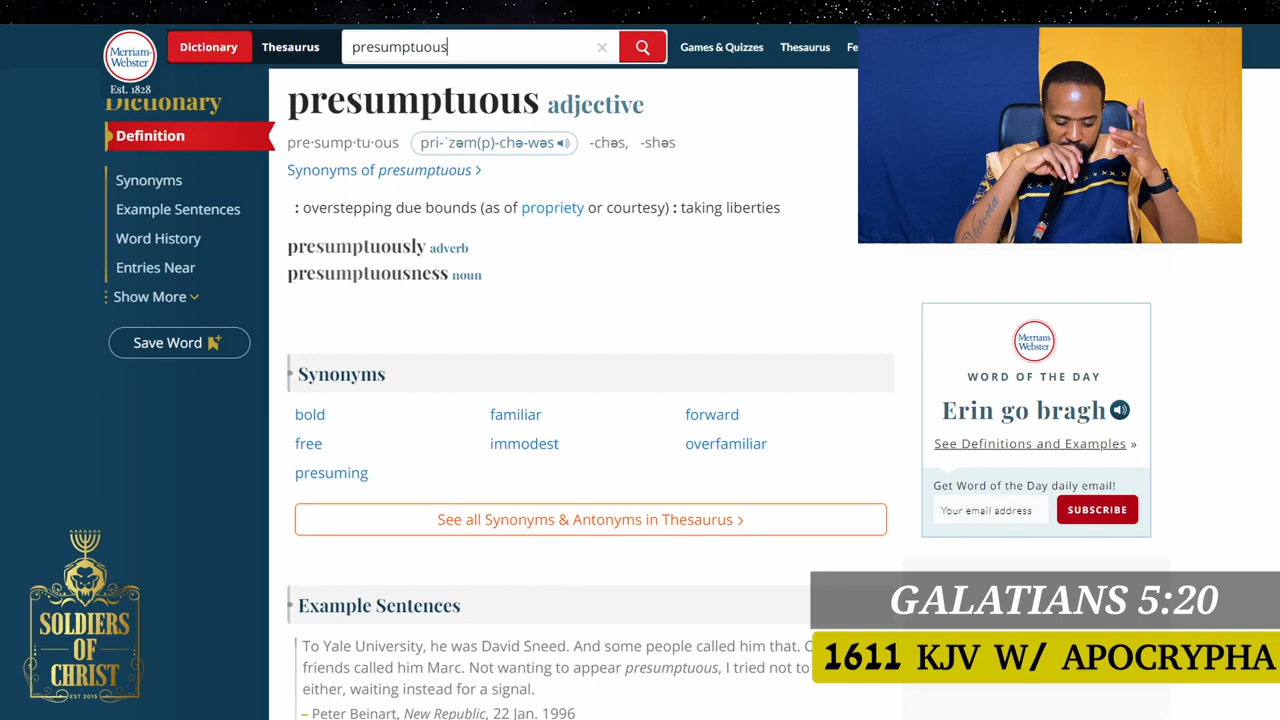 Merriam-
Webster
Est. 1828
Dictionary
Thesaurus
presumptuous
Games & Quizzes
Thesaurus
Fe
Dictionary
Definition
Synonyms
Example Sentences
Word History
Entries Near
Show More
Save Word
presumptuous adjective
pre·​sump·​tu·​ous pri-ˈzəm(p)-chə-wəs -chəs, -shəs
Synonyms of presumptuous >
: overstepping due bounds (as of propriety or courtesy) : taking liberties
presumptuously adverb
presumptuousness noun
Synonyms
bold familiar forward
free immodest overfamiliar
presuming
See all Synonyms & Antonyms in Thesaurus >
Example Sentences
To Yale University, he was David Sneed. And some people called him that. C
friends called him Marc. Not wanting to appear presumptuous, I tried not to
either, waiting instead for a signal.
– Peter Beinart, New Republic, 22 Jan. 1996
Victoria
Merriam-
Webster
WORD OF THE DAY
Erin go bragh
See Definitions and Examples »
Get Word of the Day daily email!
Your email address
SUBSCRIBE
SOLDIERS
OF
CHRIST
EST 2015
GALATIANS 5:20
1611 KJV W/ APOCRYPHA